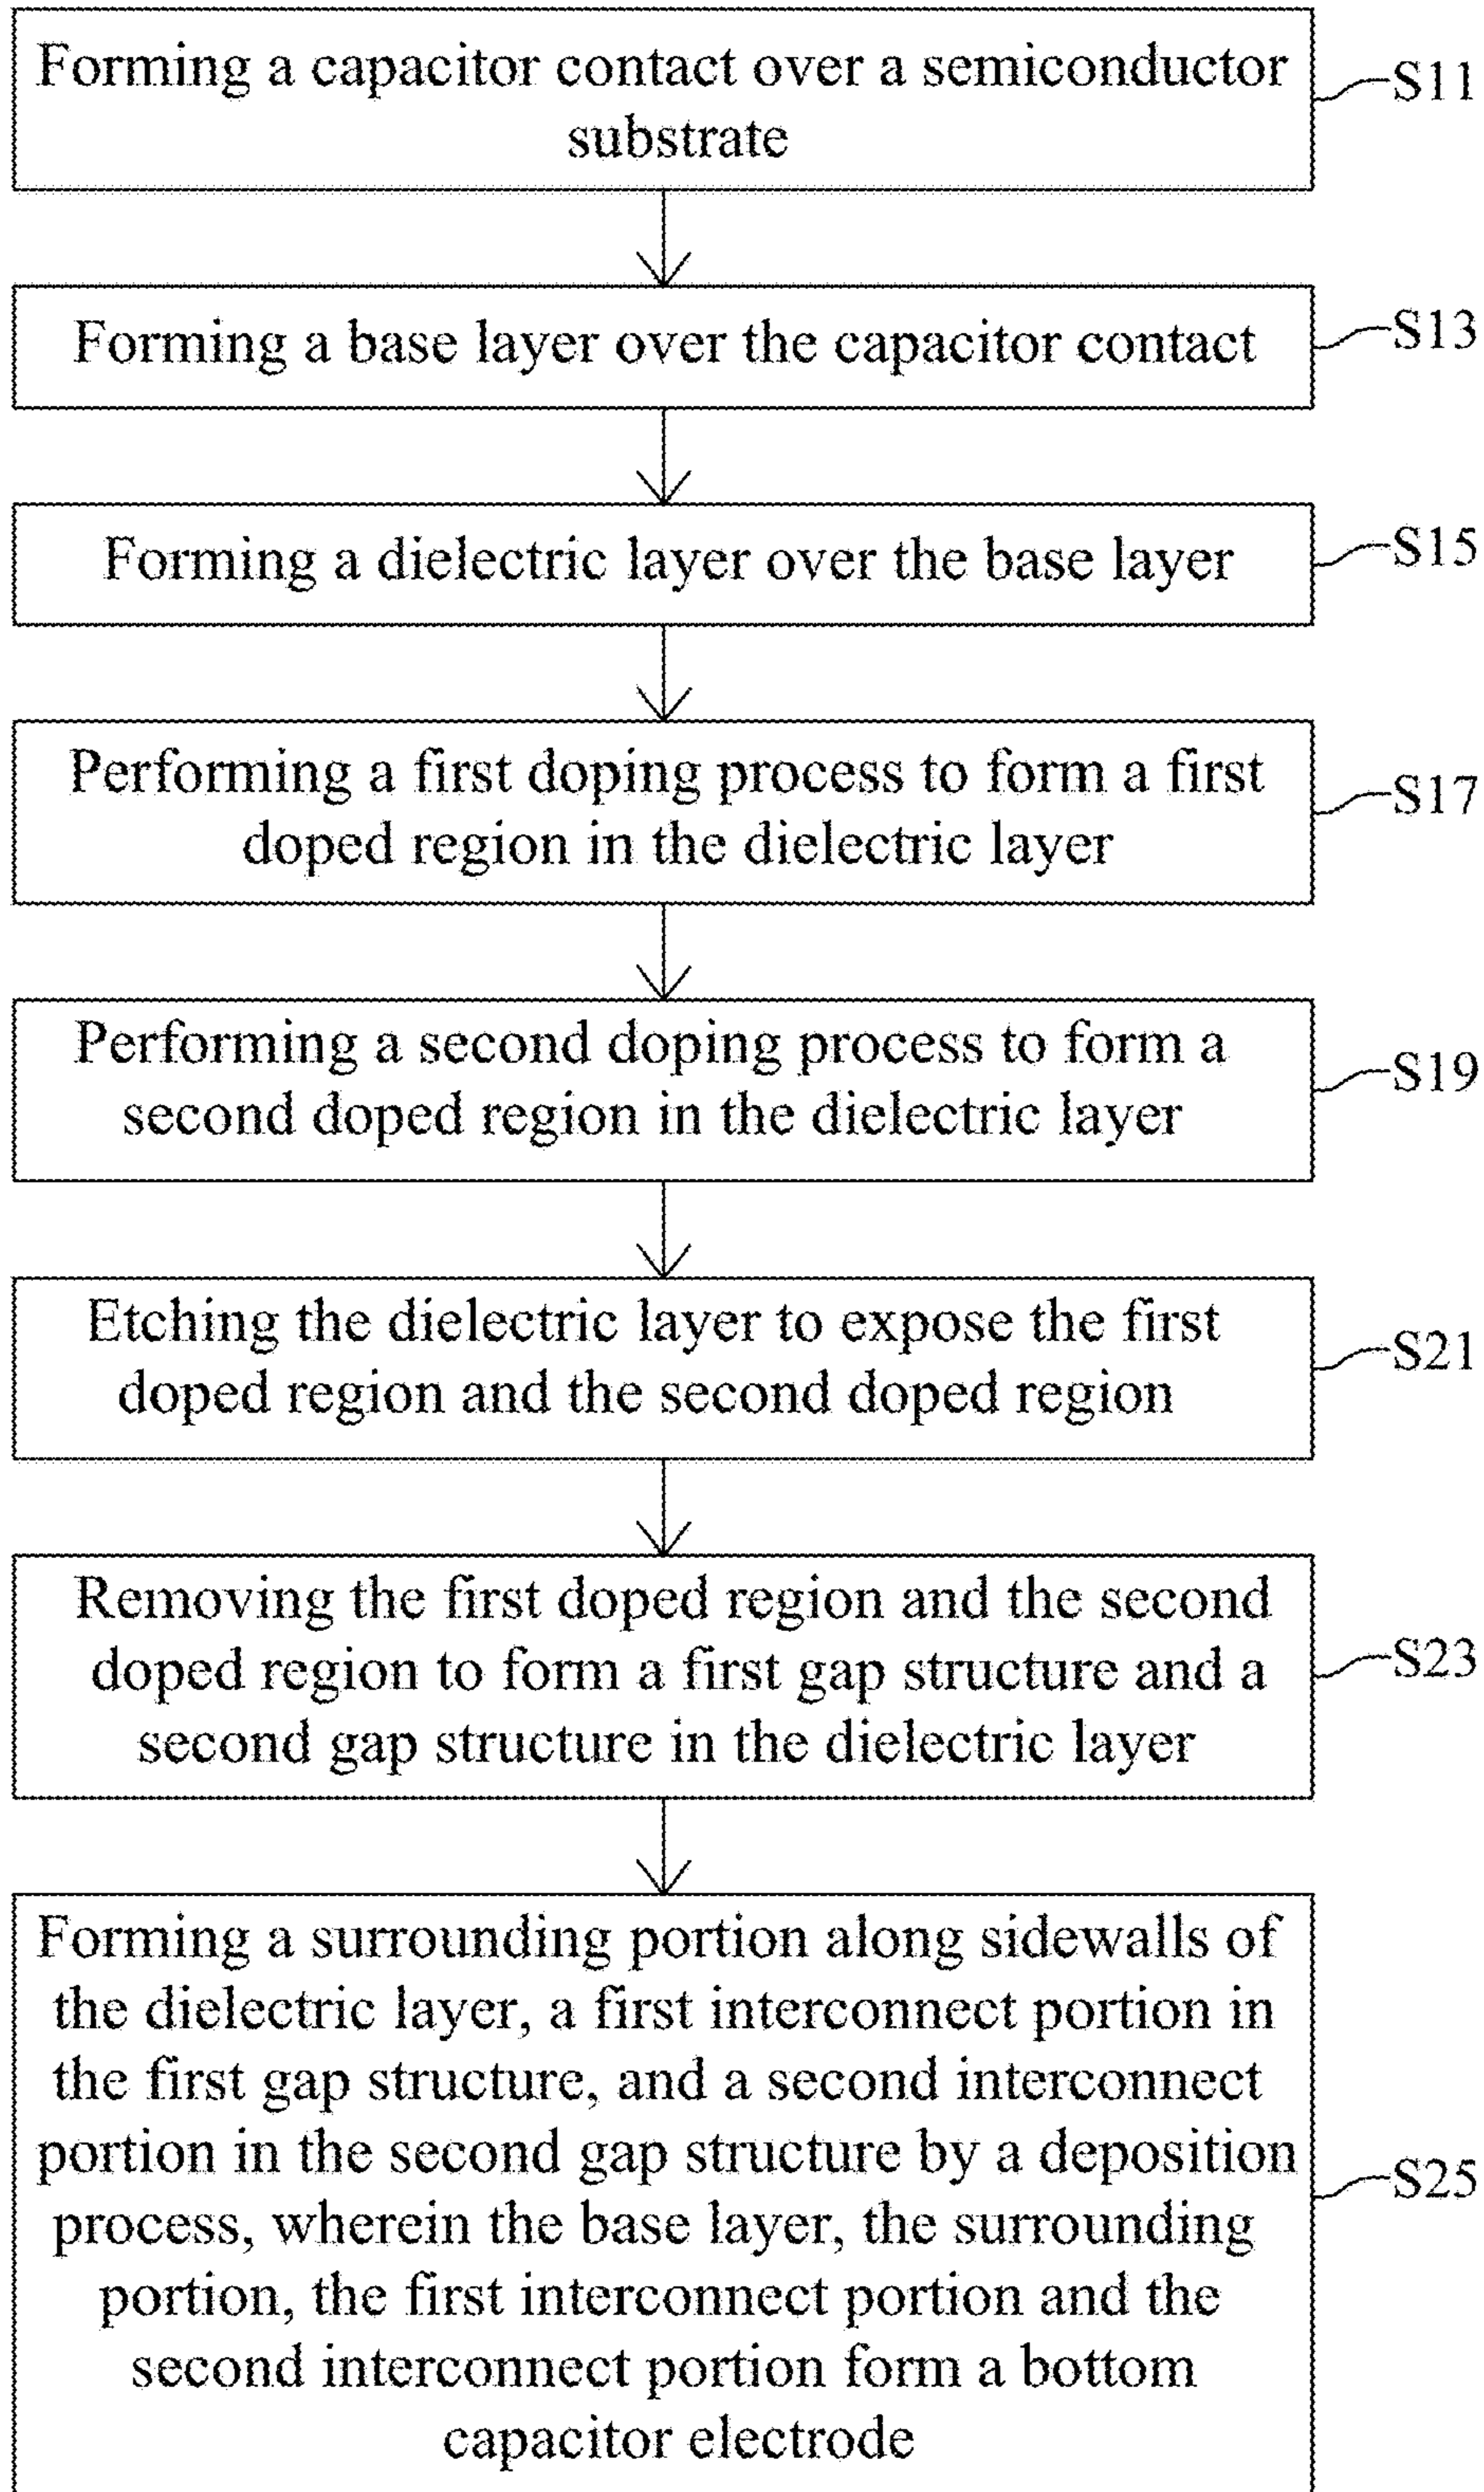 Forming a capacitor contact over a semiconductor
substrate
S11
Forming a base layer over the capacitor contact
S13
Forming a dielectric layer over the base layer
S15
Performing a first doping process to form a first
doped region in the dielectric layer
S17
Performing a second doping process to form a
second doped region in the dielectric layer
S19
Etching the dielectric layer to expose the first
doped region and the second doped region
S21
Removing the first doped region and the second
doped region to form a first gap structure and a
second gap structure in the dielectric layer
S23
Forming a surrounding portion along sidewalls of
the dielectric layer, a first interconnect portion in
the first gap structure, and a second interconnect
portion in the second gap structure by a deposition
process, wherein the base layer, the surrounding
portion, the first interconnect portion and the
second interconnect portion form a bottom
capacitor electrode
S25